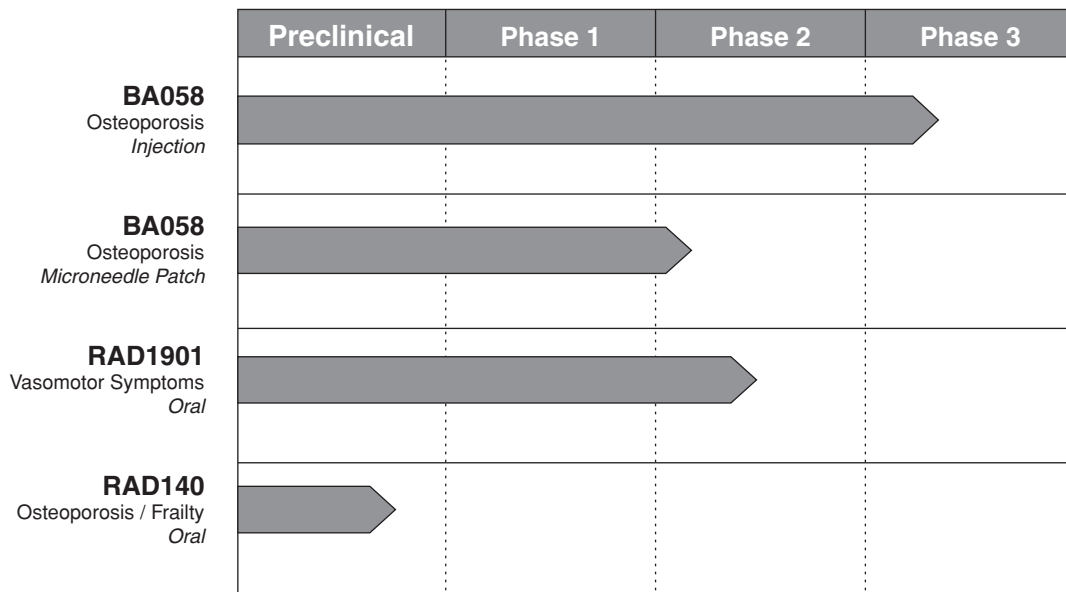 Preclinical Phase 1 Phase 2 Phase 3
BA058
Osteoporosis
Injection
BA058
Osteoporosis
Microneedle Patch
RAD1901
Vasomotor Symptoms
Oral
RAD140
Osteoporosis / Frailty
Oral